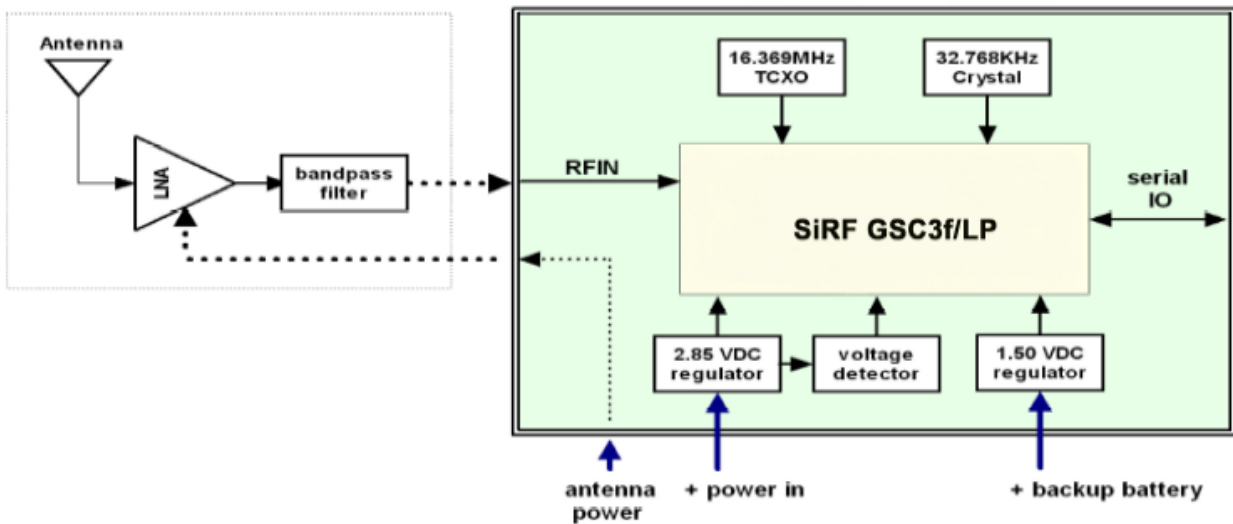 Antenna
LNA
bandpass
filter
16.369MHz
TCXO
32.768KHz
Crystal
RFIN
SiRF GSC3f/LP
serial
IO
2.85 VDC
regulator
voltage
detector
1.50 VDC
regulator
antenna
power
+ power in
+ backup battery